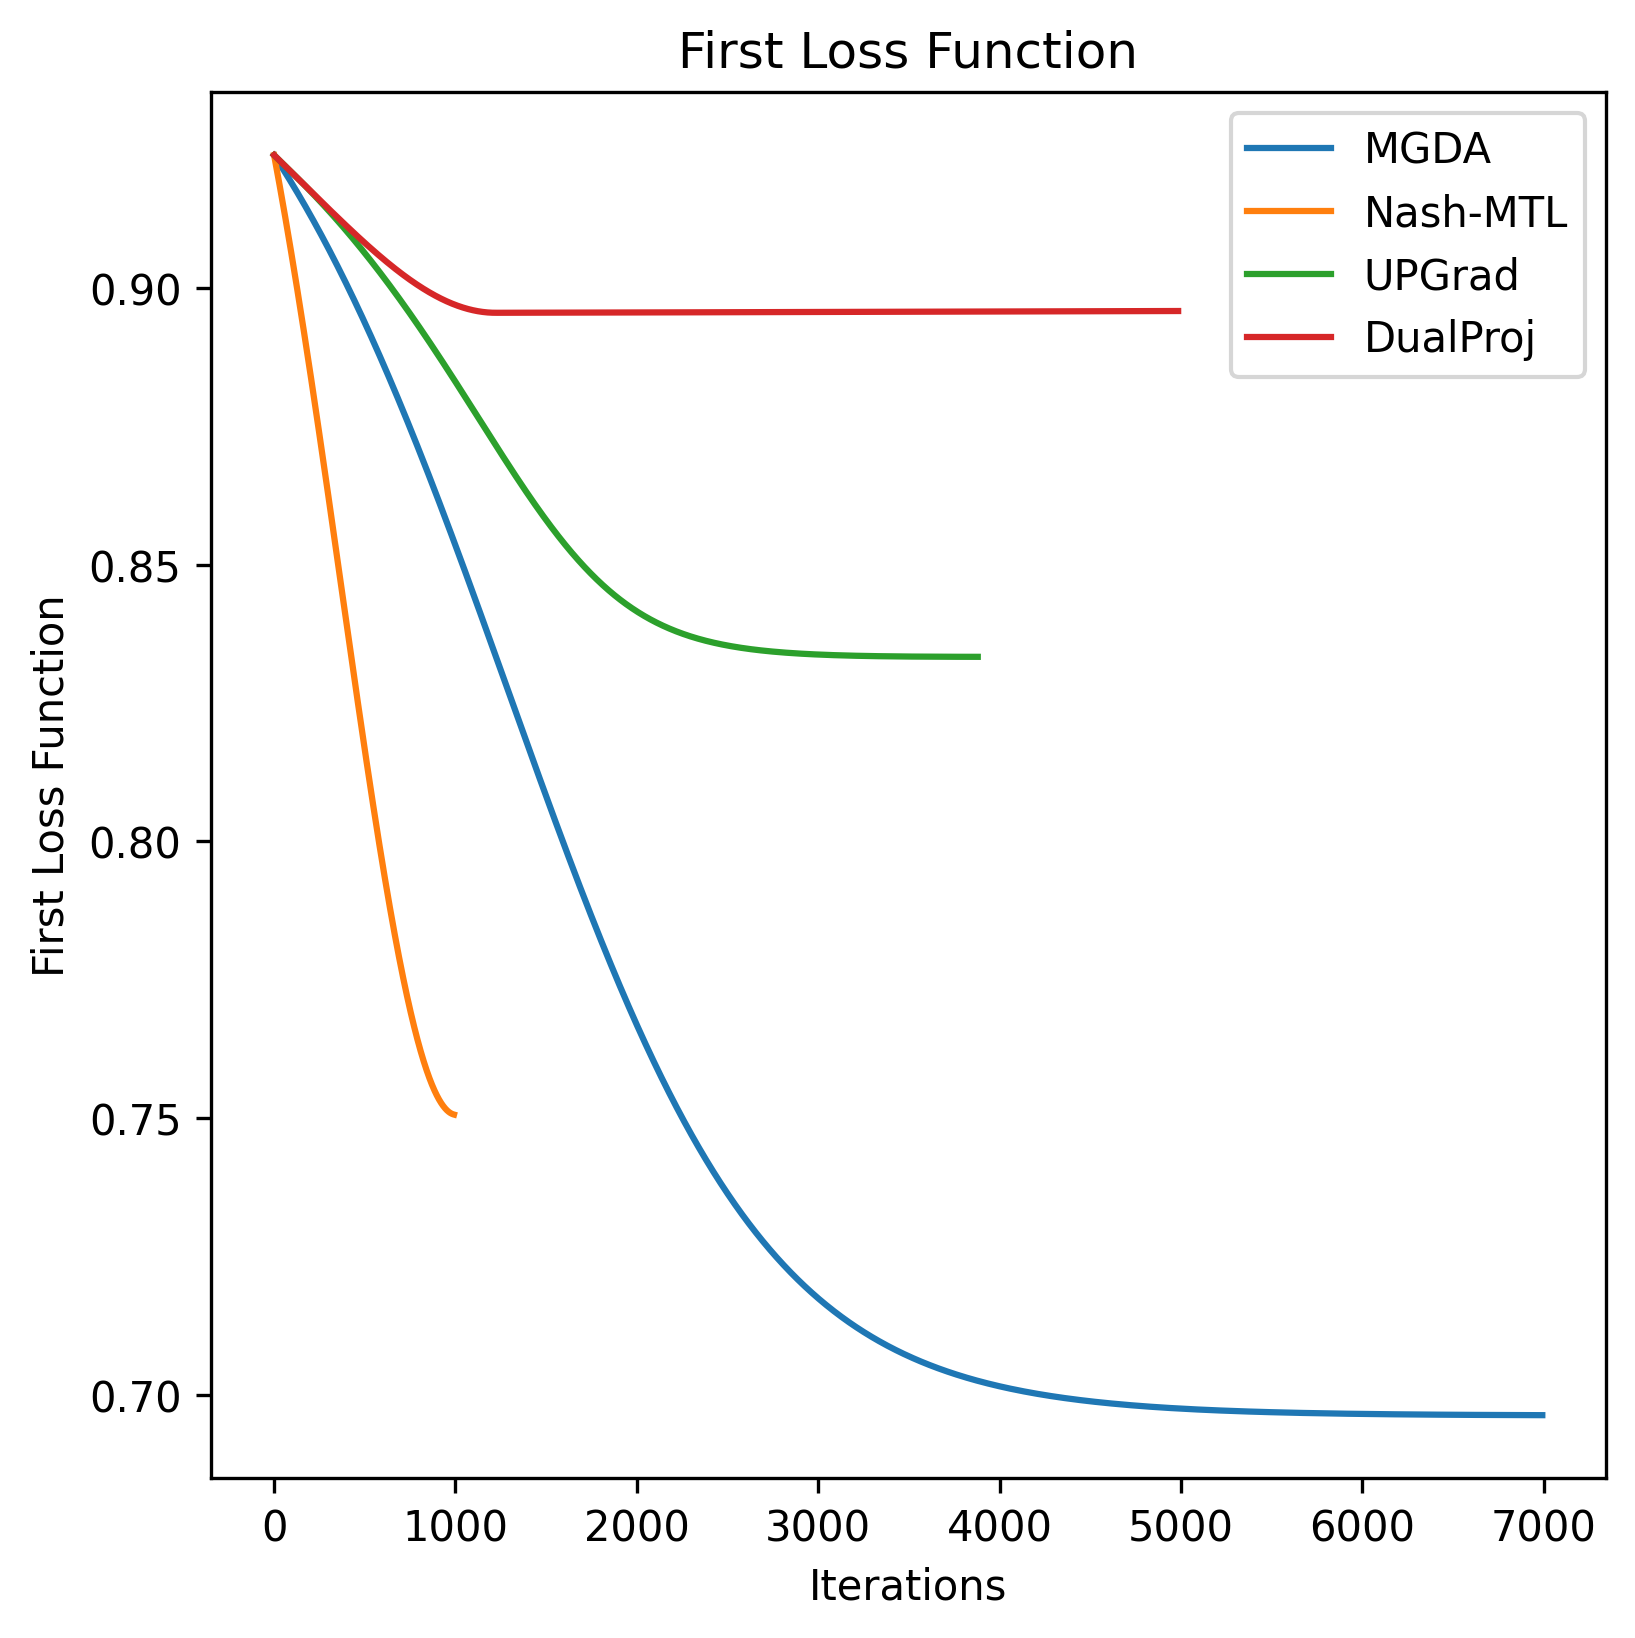 First Loss Function
MGDA
Nash-MTL
UPGrad
DualProj
First Loss Function
0.90
0.85
0.80
0.75
0.70
0 1000 2000 3000 4000 5000 6000 7000
Iterations